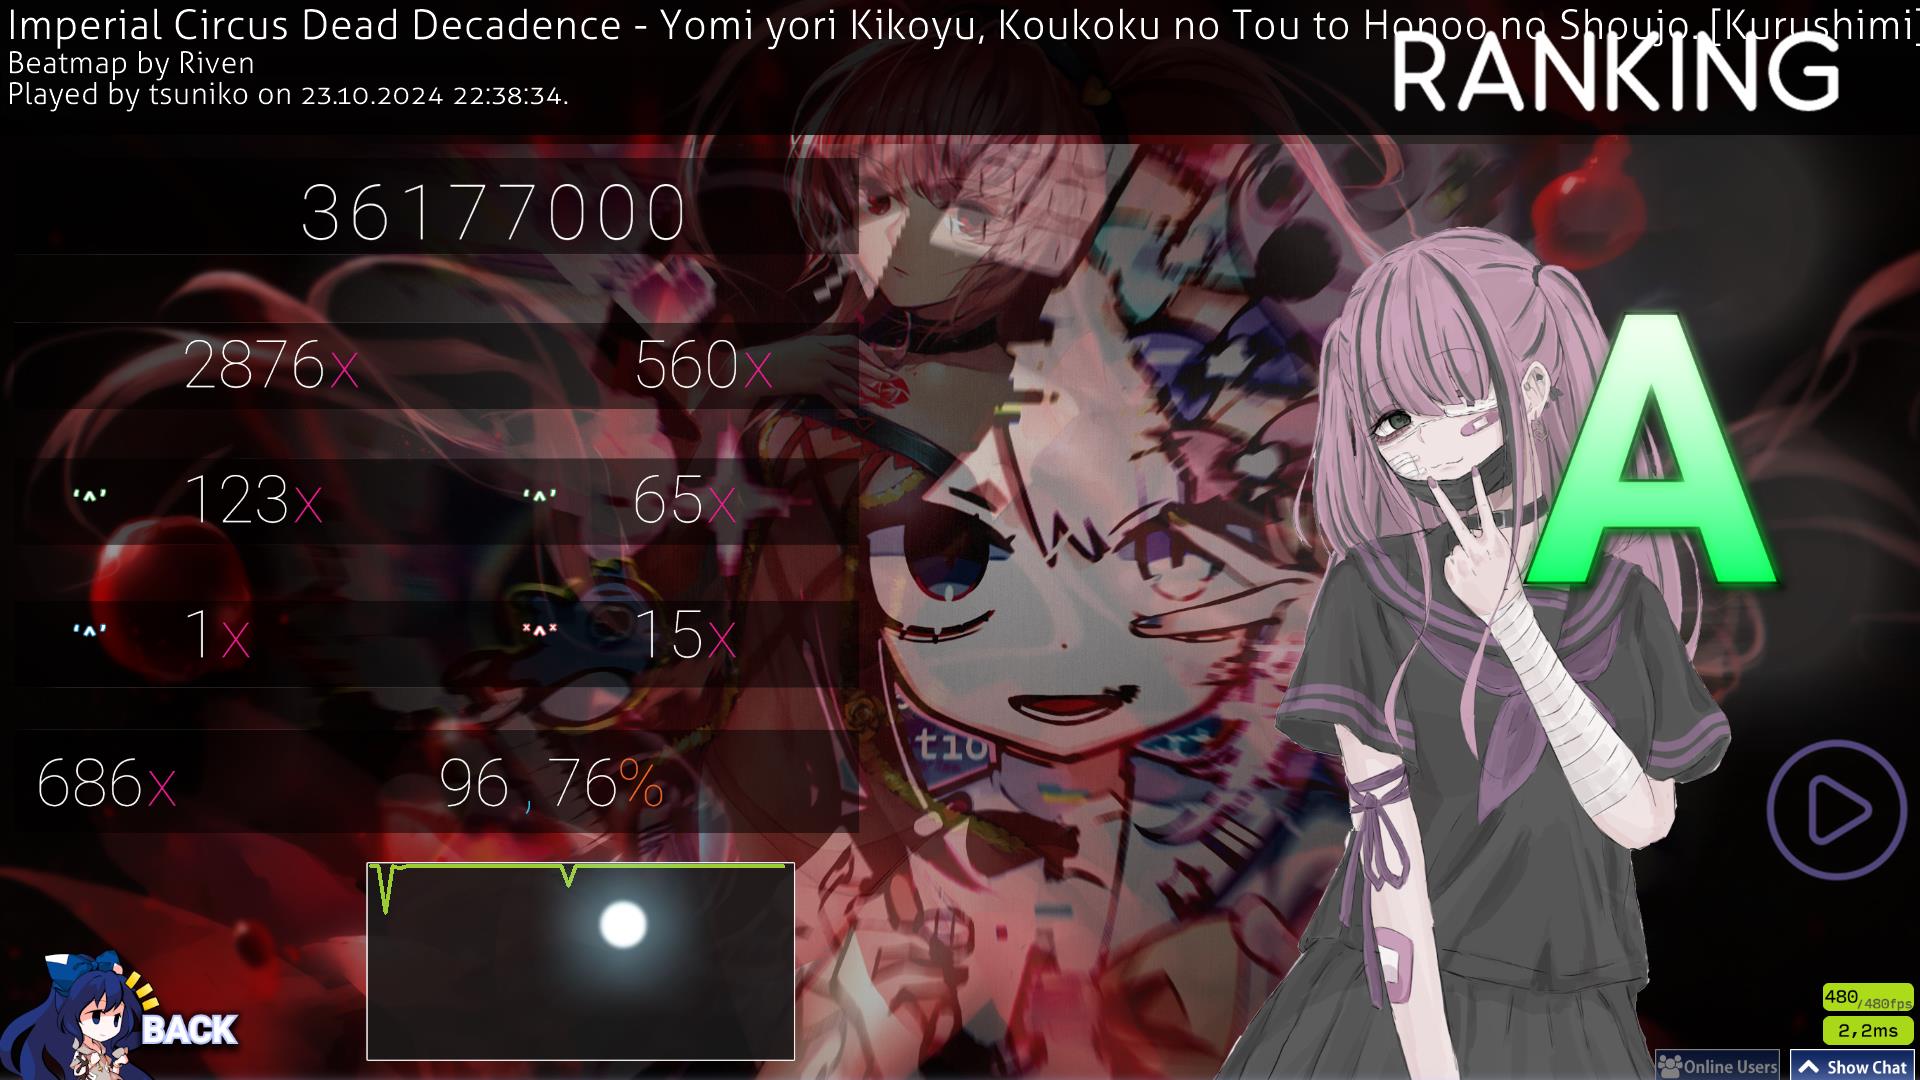 Imperial Circus Dead Decadence - Yomi yori Kikoyu, Koukoku no Tou to Honoo no Shoujo. [Kurushimi]
Beatmap by Riven
Played by tsuniko on 23.10.2024 22:38:34.
RANKING
36177000
2876x 560x
'^' 123x '^' 65x
'^' 1x x^x 15x
686x 96,76%
A
tio
BACK
480/480fps
2,2ms
Online Users Show Chat